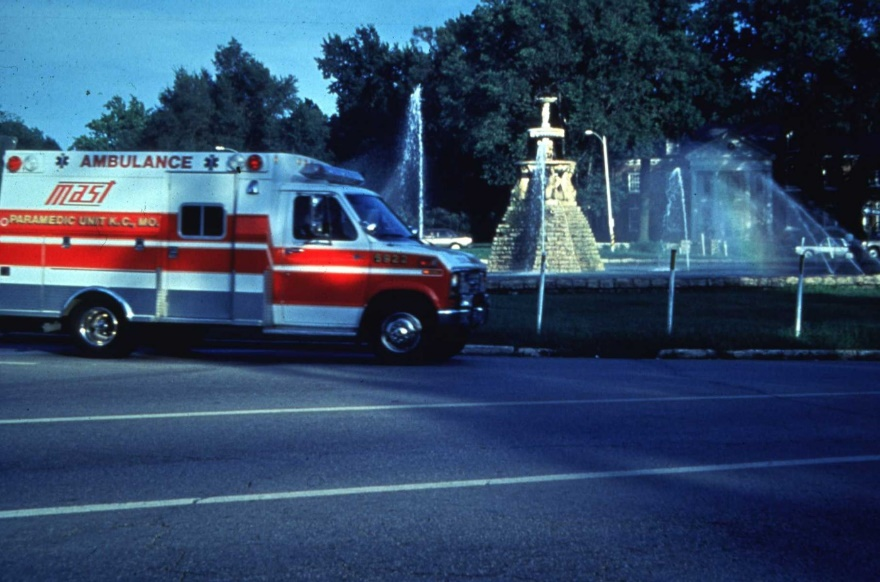 AMBULANCE
mast
PARAMEDIC UNIT K.C., MO.